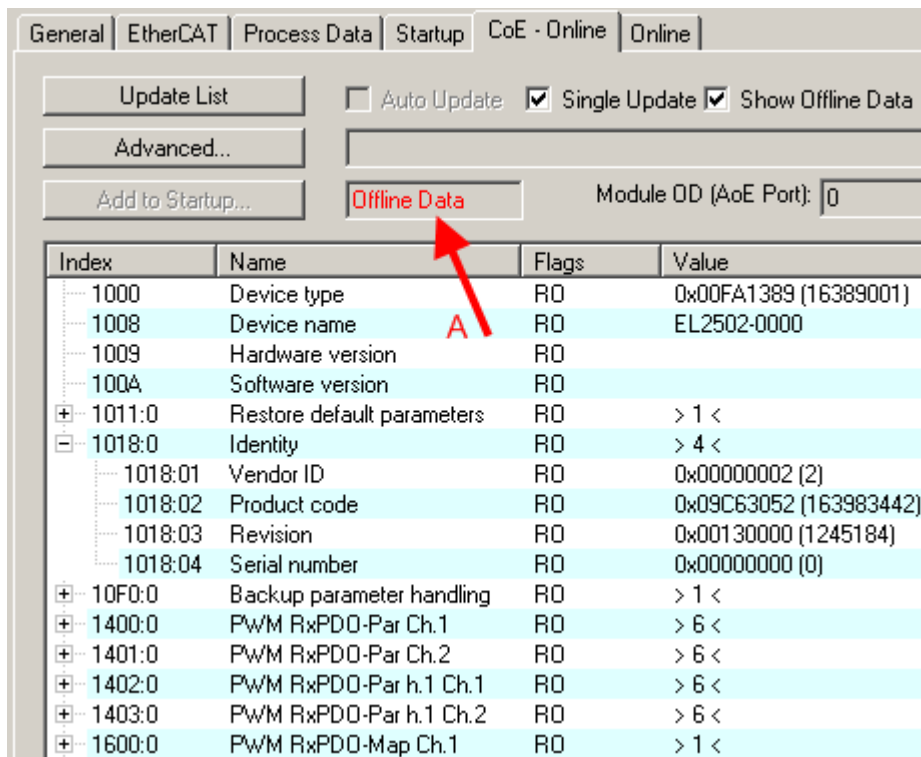 General EtherCAT Process Data Startup CoE - Online Online
Update List Auto Update Single Update Show Offline Data
Advanced...
Add to Startup... Offline Data Module OD (AoE Port): 0
Index Name Flags Value
1000 Device type RO 0x00FA1389 (16389001)
1008 Device name RO EL2502-0000
A
1009 Hardware version RO
100A Software version RO
1011:0 Restore default parameters RO > 1 <
1018:0 Identity RO > 4 <
1018:01 Vendor ID RO 0x00000002 (2)
1018:02 Product code RO 0x09C63052 (163983442)
1018:03 Revision RO 0x00130000 (1245184)
1018:04 Serial number RO 0x00000000 (0)
10F0:0 Backup parameter handling RO > 1 <
1400:0 PWM RxPDO-Par Ch.1 RO > 6 <
1401:0 PWM RxPDO-Par Ch.2 RO > 6 <
1402:0 PWM RxPDO-Par h.1 Ch.1 RO > 6 <
1403:0 PWM RxPDO-Par h.1 Ch.2 RO > 6 <
1600:0 PWM RxPDO-Map Ch.1 RO > 1 <